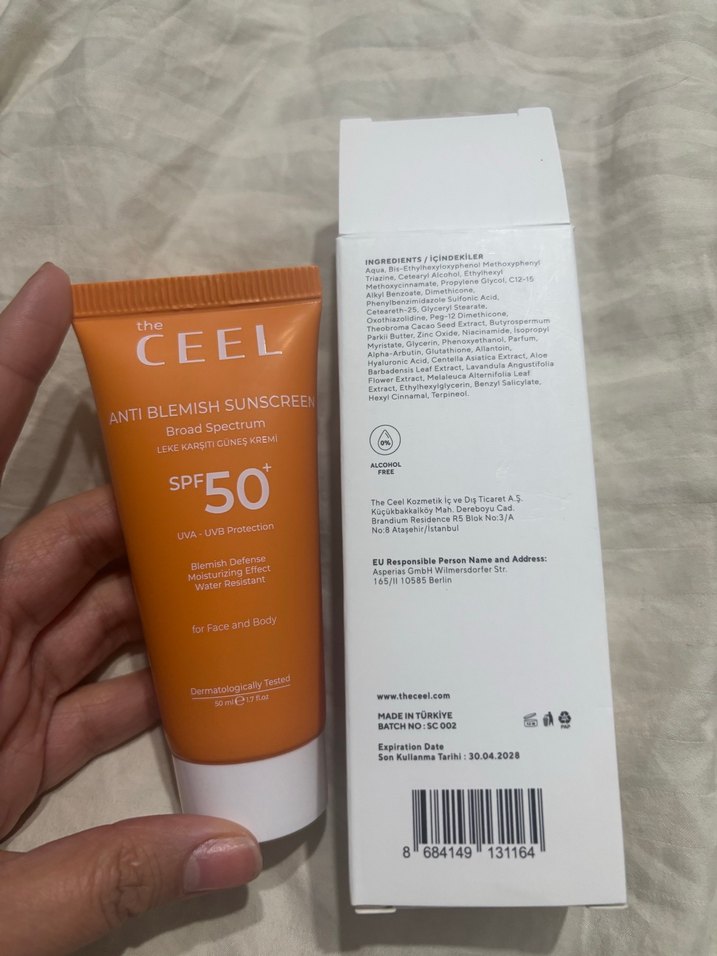 the
CEEL
ANTI BLEMISH SUNSCREEN
Broad Spectrum
LEKE KARŞITI GÜNEŞ KREMİ
SPF50+
UVA - UVB Protection
Blemish Defense
Moisturizing Effect
Water Resistant
for Face and Body
Dermatologically Tested
50 ml e 1.7 fl.oz
INGREDIENTS / İÇİNDEKİLER
Aqua, Bis-Ethylhexyloxyphenol Methoxyphenyl
Triazine, Cetearyl Alcohol, Ethylhexyl
Methoxycinnamate, Propylene Glycol, C12-15
Alkyl Benzoate, Dimethicone,
Phenylbenzimidazole Sulfonic Acid,
Ceteareth-25, Glyceryl Stearate,
Oxothiazolidine, Peg-12 Dimethicone,
Theobroma Cacao Seed Extract, Butyrospermum
Parkii Butter, Zinc Oxide, Niacinamide, Isopropyl
Myristate, Glycerin, Phenoxyethanol, Parfum,
Alpha-Arbutin, Glutathione, Allantoin,
Hyaluronic Acid, Centella Asiatica Extract, Aloe
Barbadensis Leaf Extract, Lavandula Angustifolia
Flower Extract, Melaleuca Alternifolia Leaf
Extract, Ethylhexylglycerin, Benzyl Salicylate,
Hexyl Cinnamal, Terpineol.
0%
ALCOHOL
FREE
The Ceel Kozmetik İç ve Dış Ticaret A.Ş.
Küçükbakkalköy Mah. Dereboyu Cad.
Brandium Residence R5 Blok No:3/A
No:8 Ataşehir/İstanbul
EU Responsible Person Name and Address:
Asperias GmbH Wilmersdorfer Str.
165/II 10585 Berlin
www.theceel.com
MADE IN TÜRKİYE
BATCH NO : SC 002
PAP
Expiration Date
Son Kullanma Tarihi : 30.04.2028
8 684149 131164